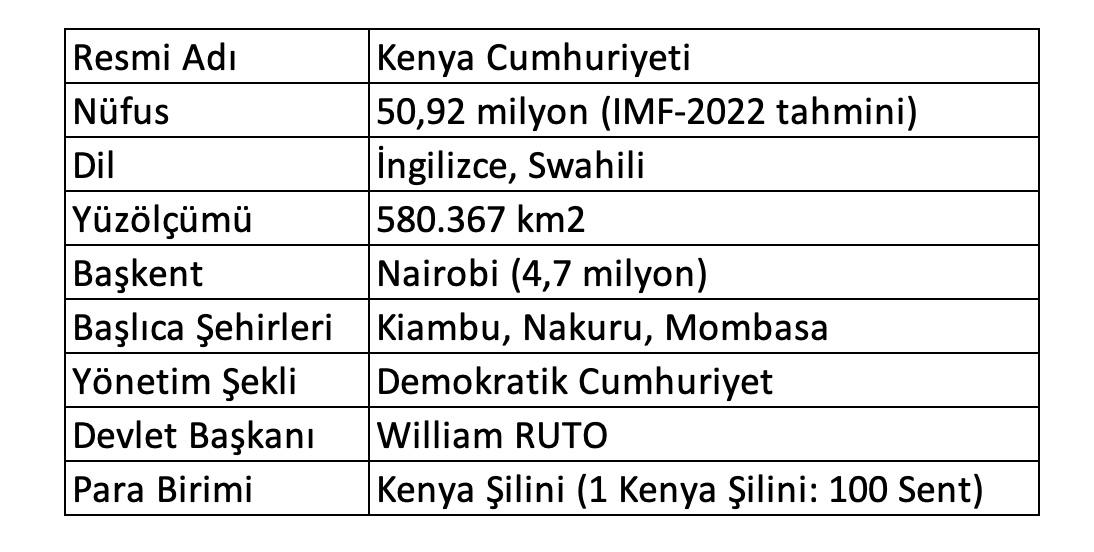 Resmi Adı Kenya Cumhuriyeti
Nüfus 50,92 milyon (IMF-2022 tahmini)
Dil İngilizce, Swahili
Yüzölçümü 580.367 km2
Başkent Nairobi (4,7 milyon)
Başlıca Şehirleri Kiambu, Nakuru, Mombasa
Yönetim Şekli Demokratik Cumhuriyet
Devlet Başkanı William RUTO
Para Birimi Kenya Şilini (1 Kenya Şilini: 100 Sent)